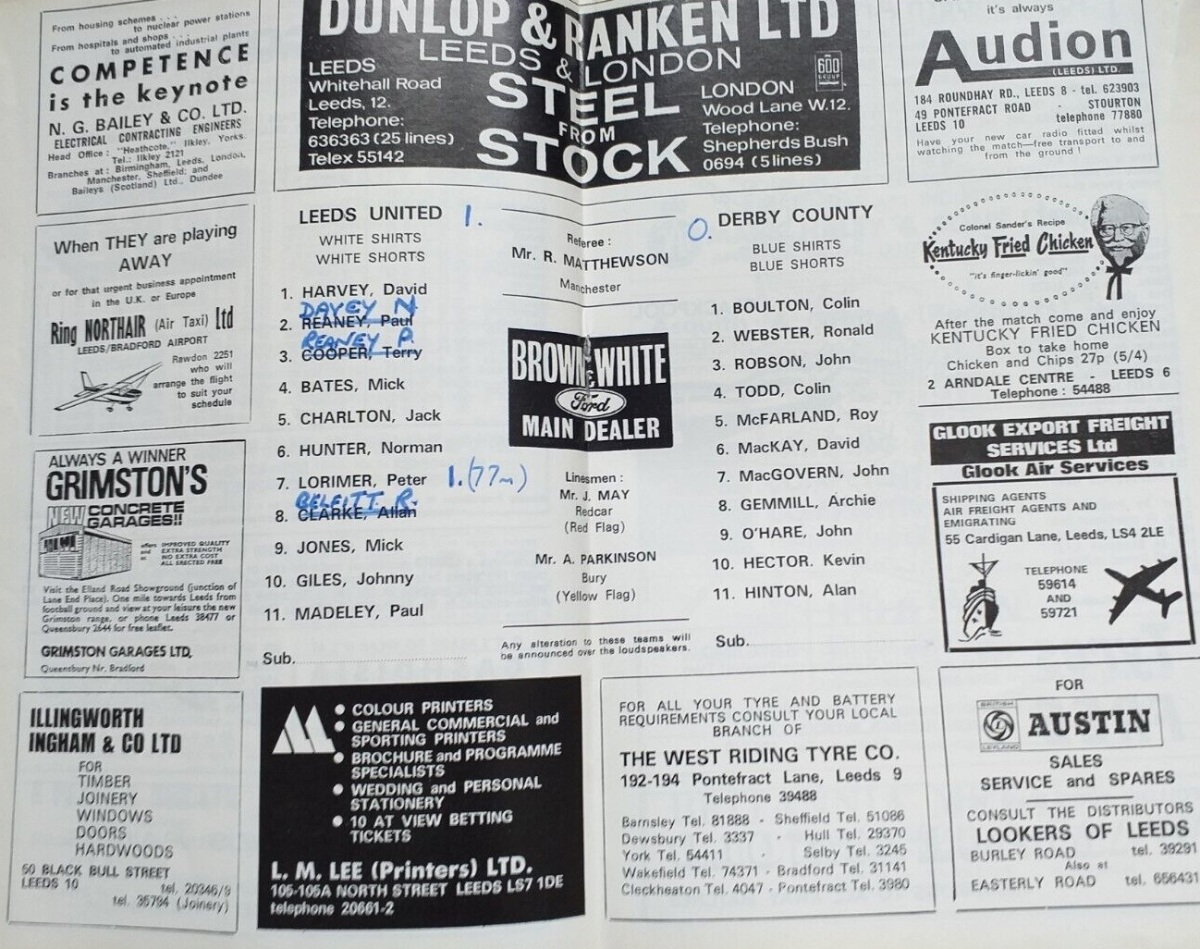 From housing schemes . . .
to nuclear power stations
From hospitals and shops . . .
to automated industrial plants
COMPETENCE
is the keynote
N. G. BAILEY & CO. LTD.
ELECTRICAL CONTRACTING ENGINEERS
Head Office : "Heathcote," Ilkley, Yorks.
Tel.: Ilkley 2121
Branches at : Birmingham, Leeds, London,
Manchester, Sheffield; and
Baileys (Scotland) Ltd., Dundee
DUNLOP & RANKEN LTD
LEEDS & LONDON
STEEL
FROM
STOCK
LEEDS
Whitehall Road
Leeds, 12.
Telephone:
636363 (25 lines)
Telex 55142
600
GROUP
LONDON
Wood Lane W.12.
Telephone:
Shepherds Bush
0694 (5 lines)
it's always
Audion
(LEEDS) LTD.
184 ROUNDHAY RD., LEEDS 8 - tel. 623903
49 PONTEFRACT ROAD - STOURTON
LEEDS 10 telephone 77880
Have your new car radio fitted whilst
watching the match—free transport to and
from the ground !
When THEY are playing
AWAY
or for that urgent business appointment
in the U.K. or Europe
Ring NORTHAIR (Air Taxi) Ltd
LEEDS/BRADFORD AIRPORT
Rawdon 2251
who will
arrange the flight
to suit your
schedule
ALWAYS A WINNER
GRIMSTON'S
NEW CONCRETE
GARAGES!!
offers IMPROVED QUALITY
and EXTRA STRENGTH
as NO EXTRA COST
ALL ERECTED FREE
Visit the Elland Road Showground (junction of
Lane End Place). One mile towards Leeds from
football ground and view at your leisure the new
Grimston range, or phone Leeds 38477 or
Queensbury 2644 for free leaflet.
GRIMSTON GARAGES LTD,
Queensbury Nr. Bradford
LEEDS UNITED 1.
WHITE SHIRTS
WHITE SHORTS
1. HARVEY, David
DAVEY N
2. REANEY, Paul
REANEY P.
3. COOPER, Terry
4. BATES, Mick
5. CHARLTON, Jack
6. HUNTER, Norman
7. LORIMER, Peter 1. (77m)
8. CLARKE, Allan
9. JONES, Mick
10. GILES, Johnny
11. MADELEY, Paul
Sub.
Referee :
Mr. R. MATTHEWSON
Manchester
BROWN & WHITE
Ford
MAIN DEALER
Linesmen :
Mr. J. MAY
Redcar
(Red Flag)
Mr. A. PARKINSON
Bury
(Yellow Flag)
Any alteration to these teams will
be announced over the loudspeakers.
0. DERBY COUNTY
BLUE SHIRTS
BLUE SHORTS
1. BOULTON, Colin
2. WEBSTER, Ronald
3. ROBSON, John
4. TODD, Colin
5. McFARLAND, Roy
6. MacKAY, David
7. MacGOVERN, John
8. GEMMILL, Archie
9. O'HARE, John
10. HECTOR. Kevin
11. HINTON, Alan
Sub.
Colonel Sander's Recipe
Kentucky Fried Chicken
"it's finger-lickin' good"
After the match come and enjoy
KENTUCKY FRIED CHICKEN
Box to take home
Chicken and Chips 27p (5/4)
2 ARNDALE CENTRE - LEEDS 6
Telephone : 54488
GLOOK EXPORT FREIGHT
SERVICES Ltd
Glook Air Services
SHIPPING AGENTS
AIR FREIGHT AGENTS AND
EMIGRATING
55 Cardigan Lane, Leeds, LS4 2LE
TELEPHONE
59614
AND
59721
ILLINGWORTH
INGHAM & CO LTD
FOR
TIMBER
JOINERY
WINDOWS
DOORS
HARDWOODS
50 BLACK BULL STREET
LEEDS 10 tel. 20346/9
tel. 35794 (Joinery)
● COLOUR PRINTERS
● GENERAL COMMERCIAL and
SPORTING PRINTERS
● BROCHURE and PROGRAMME
SPECIALISTS
● WEDDING and PERSONAL
STATIONERY
● 10 AT VIEW BETTING
TICKETS
L. M. LEE (Printers) LTD.
105-105A NORTH STREET LEEDS LS7 1DE
telephone 20661-2
FOR ALL YOUR TYRE AND BATTERY
REQUIREMENTS CONSULT YOUR LOCAL
BRANCH OF
THE WEST RIDING TYRE CO.
192-194 Pontefract Lane, Leeds 9
Telephone 39488
Barnsley Tel. 81888 - Sheffield Tel. 51086
Dewsbury Tel. 3337 - Hull Tel. 29370
York Tel. 54411 - Selby Tel. 3245
Wakefield Tel. 74371 - Bradford Tel. 31141
Cleckheaton Tel. 4047 - Pontefract Tel. 3980
FOR
BRITISH
LEYLAND
AUSTIN
SALES
SERVICE and SPARES
CONSULT THE DISTRIBUTORS
LOOKERS OF LEEDS
BURLEY ROAD tel. 39291
Also at
EASTERLY ROAD tel. 656431